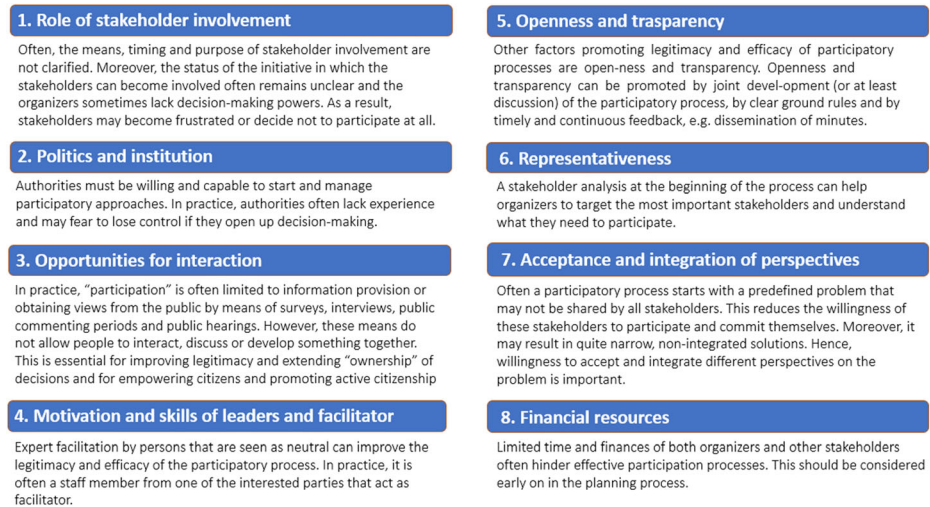 1. Role of stakeholder involvement
Often, the means, timing and purpose of stakeholder involvement are
not clarified. Moreover, the status of the initiative in which the
stakeholders can become involved often remains unclear and the
organizers sometimes lack decision-making powers. As a result,
stakeholders may become frustrated or decide not to participate at all.
2. Politics and institution
Authorities must be willing and capable to start and manage
participatory approaches. In practice, authorities often lack experience
and may fear to lose control if they open up decision-making.
3. Opportunities for interaction
In practice, “participation” is often limited to information provision or
obtaining views from the public by means of surveys, interviews, public
commenting periods and public hearings. However, these means do
not allow people to interact, discuss or develop something together.
This is essential for improving legitimacy and extending “ownership” of
decisions and for empowering citizens and promoting active citizenship
4. Motivation and skills of leaders and facilitator
Expert facilitation by persons that are seen as neutral can improve the
legitimacy and efficacy of the participatory process. In practice, it is
often a staff member from one of the interested parties that act as
facilitator.
5. Openness and trasparency
Other factors promoting legitimacy and efficacy of participatory
processes are open-ness and transparency. Openness and
transparency can be promoted by joint devel-opment (or at least
discussion) of the participatory process, by clear ground rules and by
timely and continuous feedback, e.g. dissemination of minutes.
6. Representativeness
A stakeholder analysis at the beginning of the process can help
organizers to target the most important stakeholders and understand
what they need to participate.
7. Acceptance and integration of perspectives
Often a participatory process starts with a predefined problem that
may not be shared by all stakeholders. This reduces the willingness of
these stakeholders to participate and commit themselves. Moreover, it
may result in quite narrow, non-integrated solutions. Hence,
willingness to accept and integrate different perspectives on the
problem is important.
8. Financial resources
Limited time and finances of both organizers and other stakeholders
often hinder effective participation processes. This should be considered
early on in the planning process.